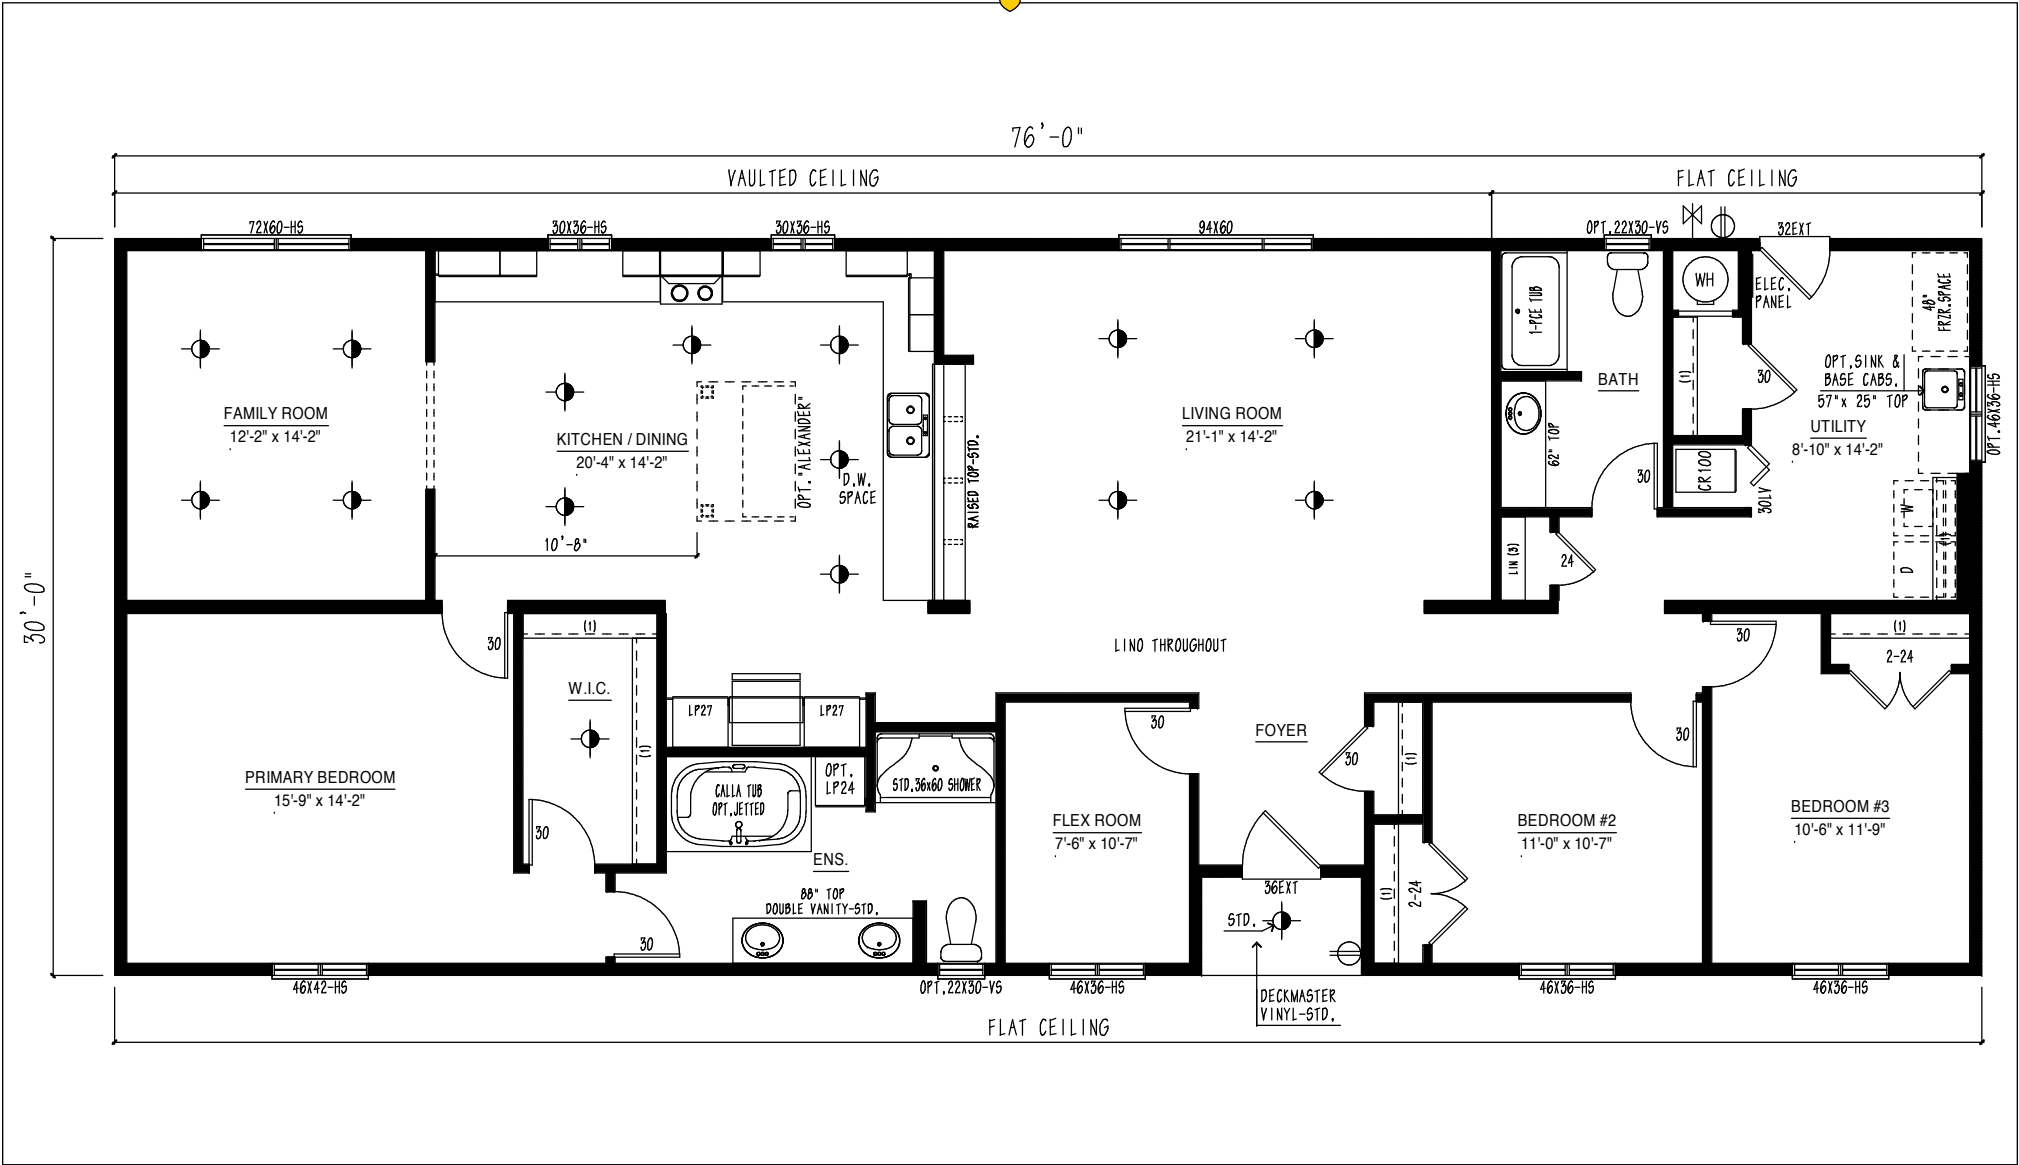 76'-0"
VAULTED CEILING
FLAT CEILING
72X60-HS
30X36-HS
30X36-HS
94X60
OPT.22X30-VS
32EXT
WH
ELEC.
PANEL
48"
FRZR.SPACE
1-PCE TUB
BATH
(1)
30
OPT.SINK &
BASE CABS.
57"x 25" TOP
OPT.46X36-HS
FAMILY ROOM
12'-2" x 14'-2"
KITCHEN / DINING
20'-4" x 14'-2"
OPT. "ALEXANDER"
D.W.
SPACE
RAISED TOP-STD.
LIVING ROOM
21'-1" x 14'-2"
62" TOP
30
CR100
30LV
UTILITY
8'-10" x 14'-2"
W
D
(1)
10'-8"
LIN (3)
24
30'-0"
30
(1)
W.I.C.
(1)
30
LP27
LP27
LINO THROUGHOUT
30
(1)
2-24
FOYER
30
30
(1)
30
PRIMARY BEDROOM
15'-9" x 14'-2"
CALLA TUB
OPT.JETTED
OPT.
LP24
STD.36x60 SHOWER
ENS.
88" TOP
DOUBLE VANITY-STD.
30
FLEX ROOM
7'-6" x 10'-7"
36EXT
STD.
(1)
2-24
BEDROOM #2
11'-0" x 10'-7"
BEDROOM #3
10'-6" x 11'-9"
46X42-HS
OPT.22X30-VS
46X36-HS
DECKMASTER
VINYL-STD.
46X36-HS
46X36-HS
FLAT CEILING